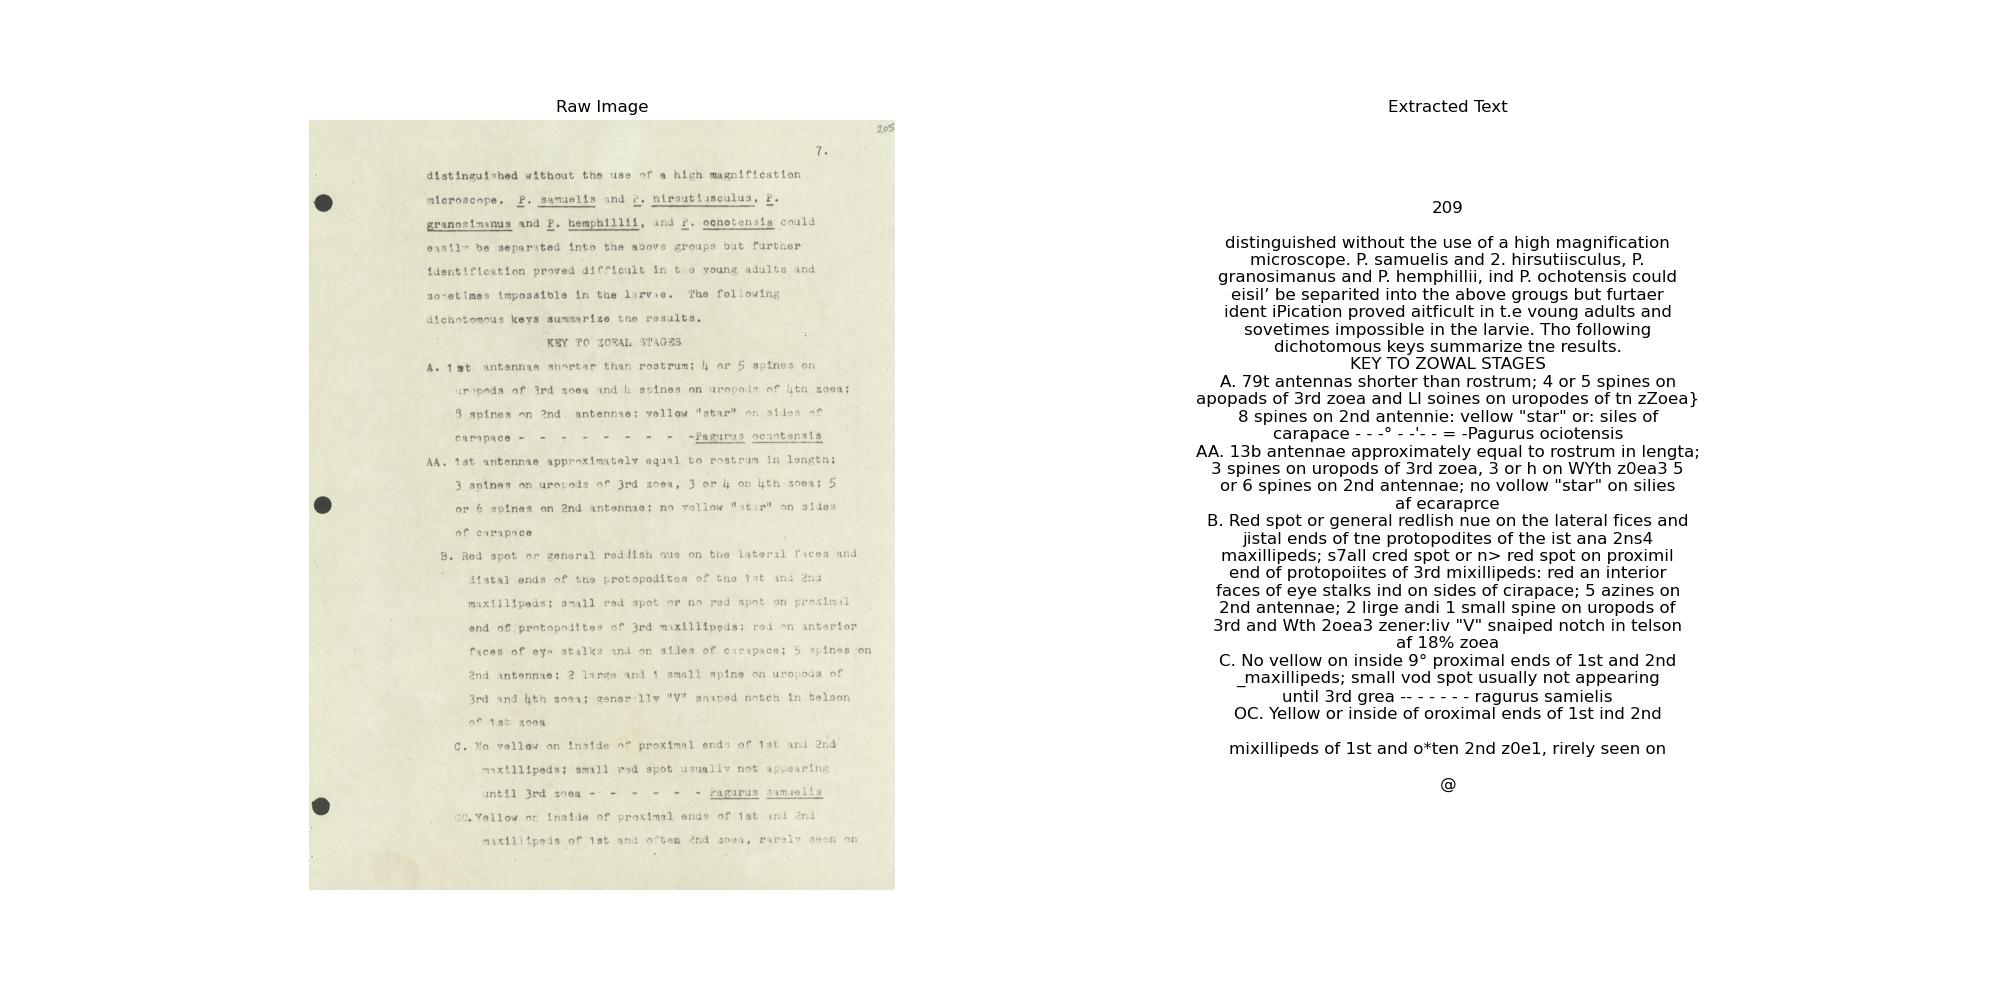 Raw Image
205
7.
distinguished without the use of a high magnification
microscope. P. samuelis and P. hirsutiusculus, P.
granosimanus and P. hemphillii, and P. ochotensis could
easily be separated into the above groups but further
identification proved difficult in the young adults and
sometimes impossible in the larvae. The following
dichotomous keys summarize the results.
KEY TO ZOEAL STAGES
A. 1st antennae shorter than rostrum; 4 or 5 spines on
uropods of 3rd zoea and 4 spines on uropods of 4th zoea;
8 spines on 2nd antennae: yellow "star" on sides of
carapace - - - - - - - - -Pagurus ochotensis
AA. 1st antennae approximately equal to rostrum in length;
3 spines on uropods of 3rd zoea, 3 or 4 on 4th zoea; 5
or 6 spines on 2nd antennae; no yellow "star" on sides
of carapace
B. Red spot or general reddish hue on the lateral faces and
distal ends of the protopodites of the 1st and 2nd
maxillipeds; small red spot or no red spot on proximal
end of protopodites of 3rd maxillipeds: red on anterior
faces of eye stalks and on sides of carapace; 5 spines on
2nd antennae; 2 large and 1 small spine on uropods of
3rd and 4th zoea; generally "V" shaped notch in telson
of 1st zoea
C. No yellow on inside of proximal ends of 1st and 2nd
maxillipeds; small red spot usually not appearing
until 3rd zoea - - - - - - Pagurus samuelis
CC. Yellow on inside of proximal ends of 1st and 2nd
maxillipeds of 1st and often 2nd zoea, rarely seen on
Extracted Text
209
distinguished without the use of a high magnification
microscope. P. samuelis and 2. hirsutiisculus, P.
granosimanus and P. hemphillii, ind P. ochotensis could
eisil’ be separited into the above grougs but furtaer
ident iPication proved aitficult in t.e voung adults and
sovetimes impossible in the larvie. Tho following
dichotomous keys summarize tne results.
KEY TO ZOWAL STAGES
A. 79t antennas shorter than rostrum; 4 or 5 spines on
apopads of 3rd zoea and Ll soines on uropodes of tn zZoea}
8 spines on 2nd antennie: vellow "star" or: siles of
carapace - - -° - -'- - = -Pagurus ociotensis
AA. 13b antennae approximately equal to rostrum in lengta;
3 spines on uropods of 3rd zoea, 3 or h on WYth z0ea3 5
or 6 spines on 2nd antennae; no vollow "star" on silies
af ecaraprce
B. Red spot or general redlish nue on the lateral fices and
jistal ends of tne protopodites of the ist ana 2ns4
maxillipeds; s7all cred spot or n> red spot on proximil
end of protopoiites of 3rd mixillipeds: red an interior
faces of eye stalks ind on sides of cirapace; 5 azines on
2nd antennae; 2 lirge andi 1 small spine on uropods of
3rd and Wth 2oea3 zener:liv "V" snaiped notch in telson
af 18% zoea
C. No vellow on inside 9° proximal ends of 1st and 2nd
_maxillipeds; small vod spot usually not appearing
until 3rd grea -- - - - - - ragurus samielis
OC. Yellow or inside of oroximal ends of 1st ind 2nd
mixillipeds of 1st and o*ten 2nd z0e1, rirely seen on
@